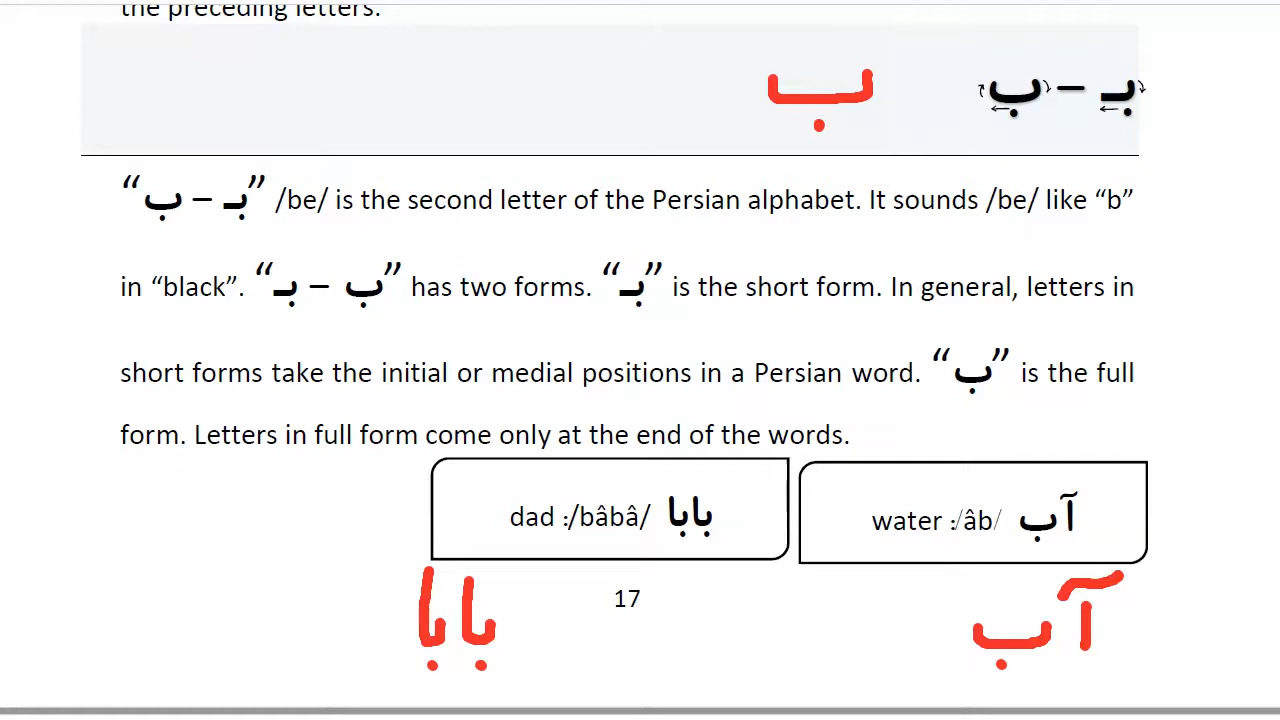 the preceding letters.
بـ – ب ب
“بـ – ب” /be/ is the second letter of the Persian alphabet. It sounds /be/ like “b”
in “black”. “ب – بـ” has two forms. “بـ” is the short form. In general, letters in
short forms take the initial or medial positions in a Persian word. “ب” is the full
form. Letters in full form come only at the end of the words.
dad :/bâbâ/ بابا
water :/âb/ آب
17
بابا
آب